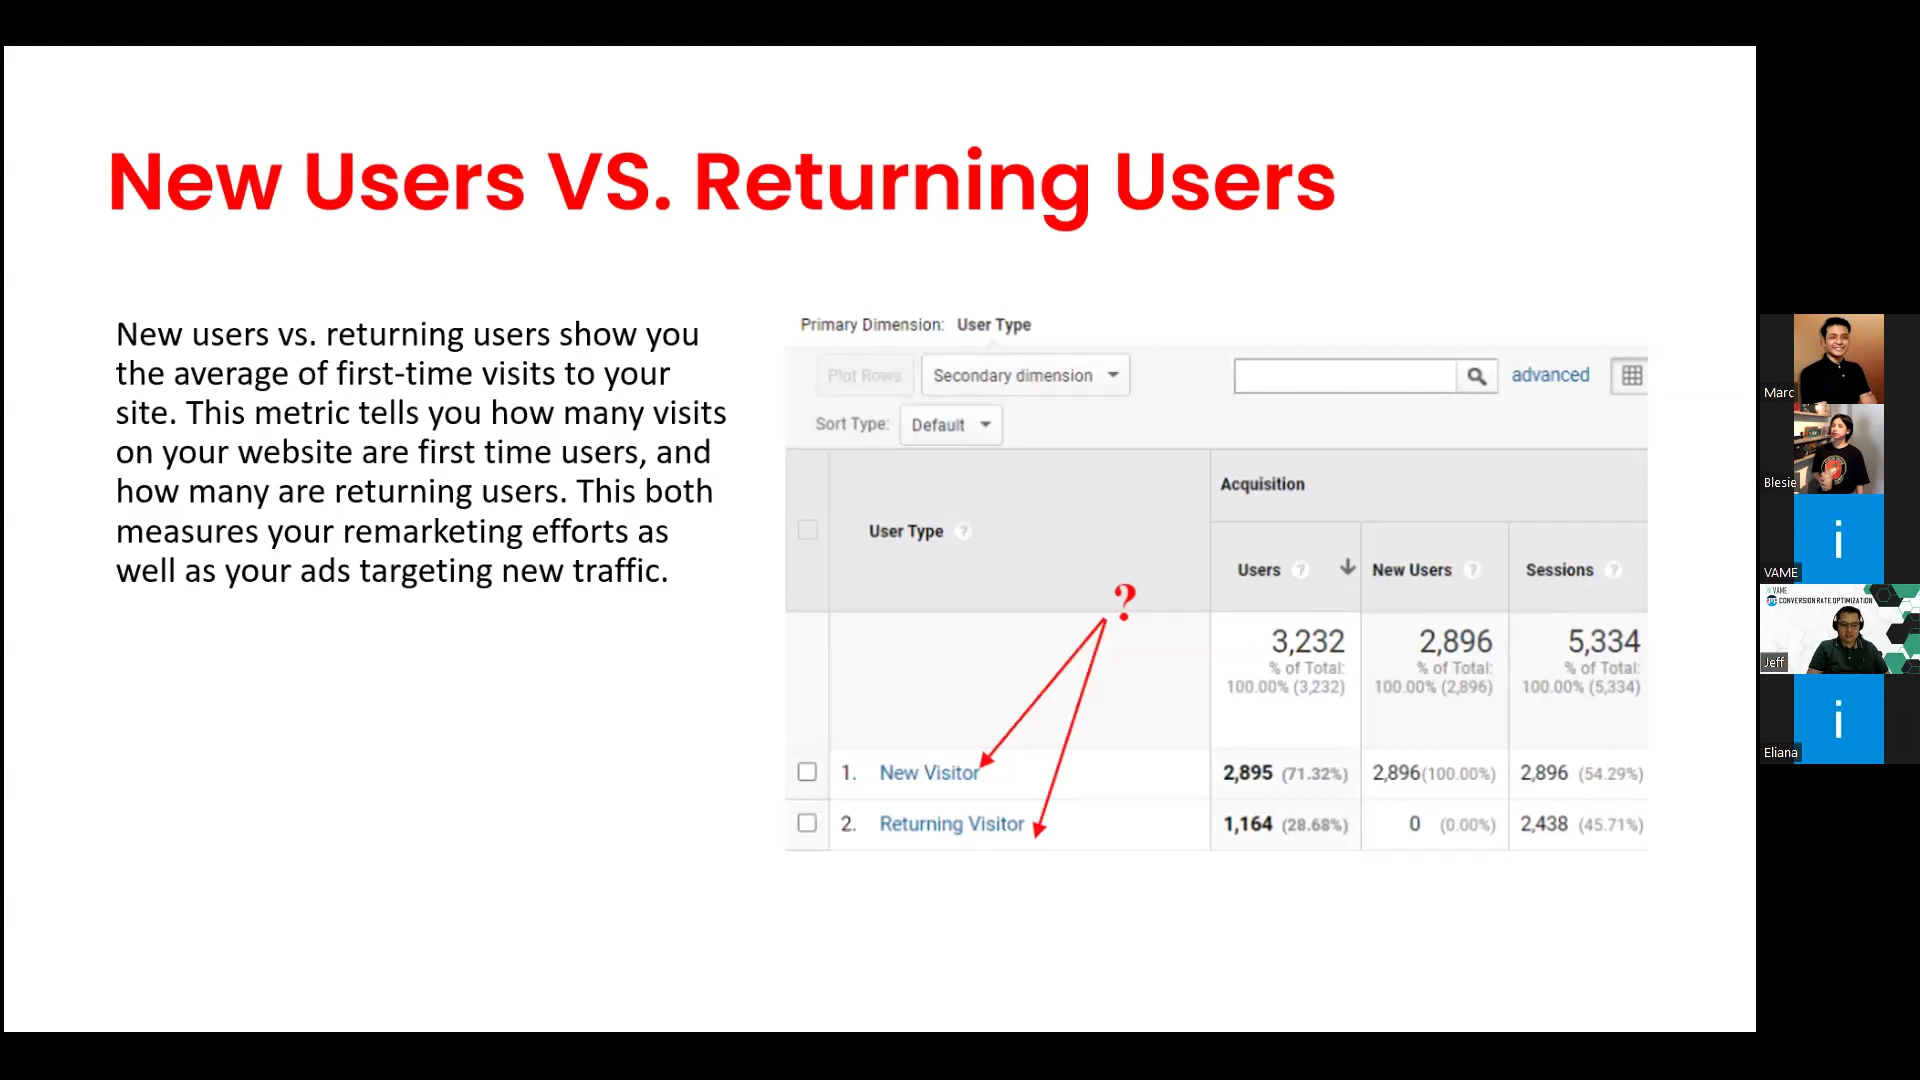 New Users VS. Returning Users
New users vs. returning users show you
the average of first-time visits to your
site. This metric tells you how many visits
on your website are first time users, and
how many are returning users. This both
measures your remarketing efforts as
well as your ads targeting new traffic.
Primary Dimension: User Type
Plot Rows Secondary dimension advanced
Sort Type: Default
Acquisition
User Type ?
Users ? New Users ? Sessions ?
?
3,232 2,896 5,334
% of Total: % of Total: % of Total:
100.00% (3,232) 100.00% (2,896) 100.00% (5,334)
1. New Visitor 2,895 (71.32%) 2,896(100.00%) 2,896 (54.29%)
2. Returning Visitor 1,164 (28.68%) 0 (0.00%) 2,438 (45.71%)
Marc
Blesie
i
VAME
VAME
CONVERSION RATE OPTIMIZATION
Jeff
i
Eliana